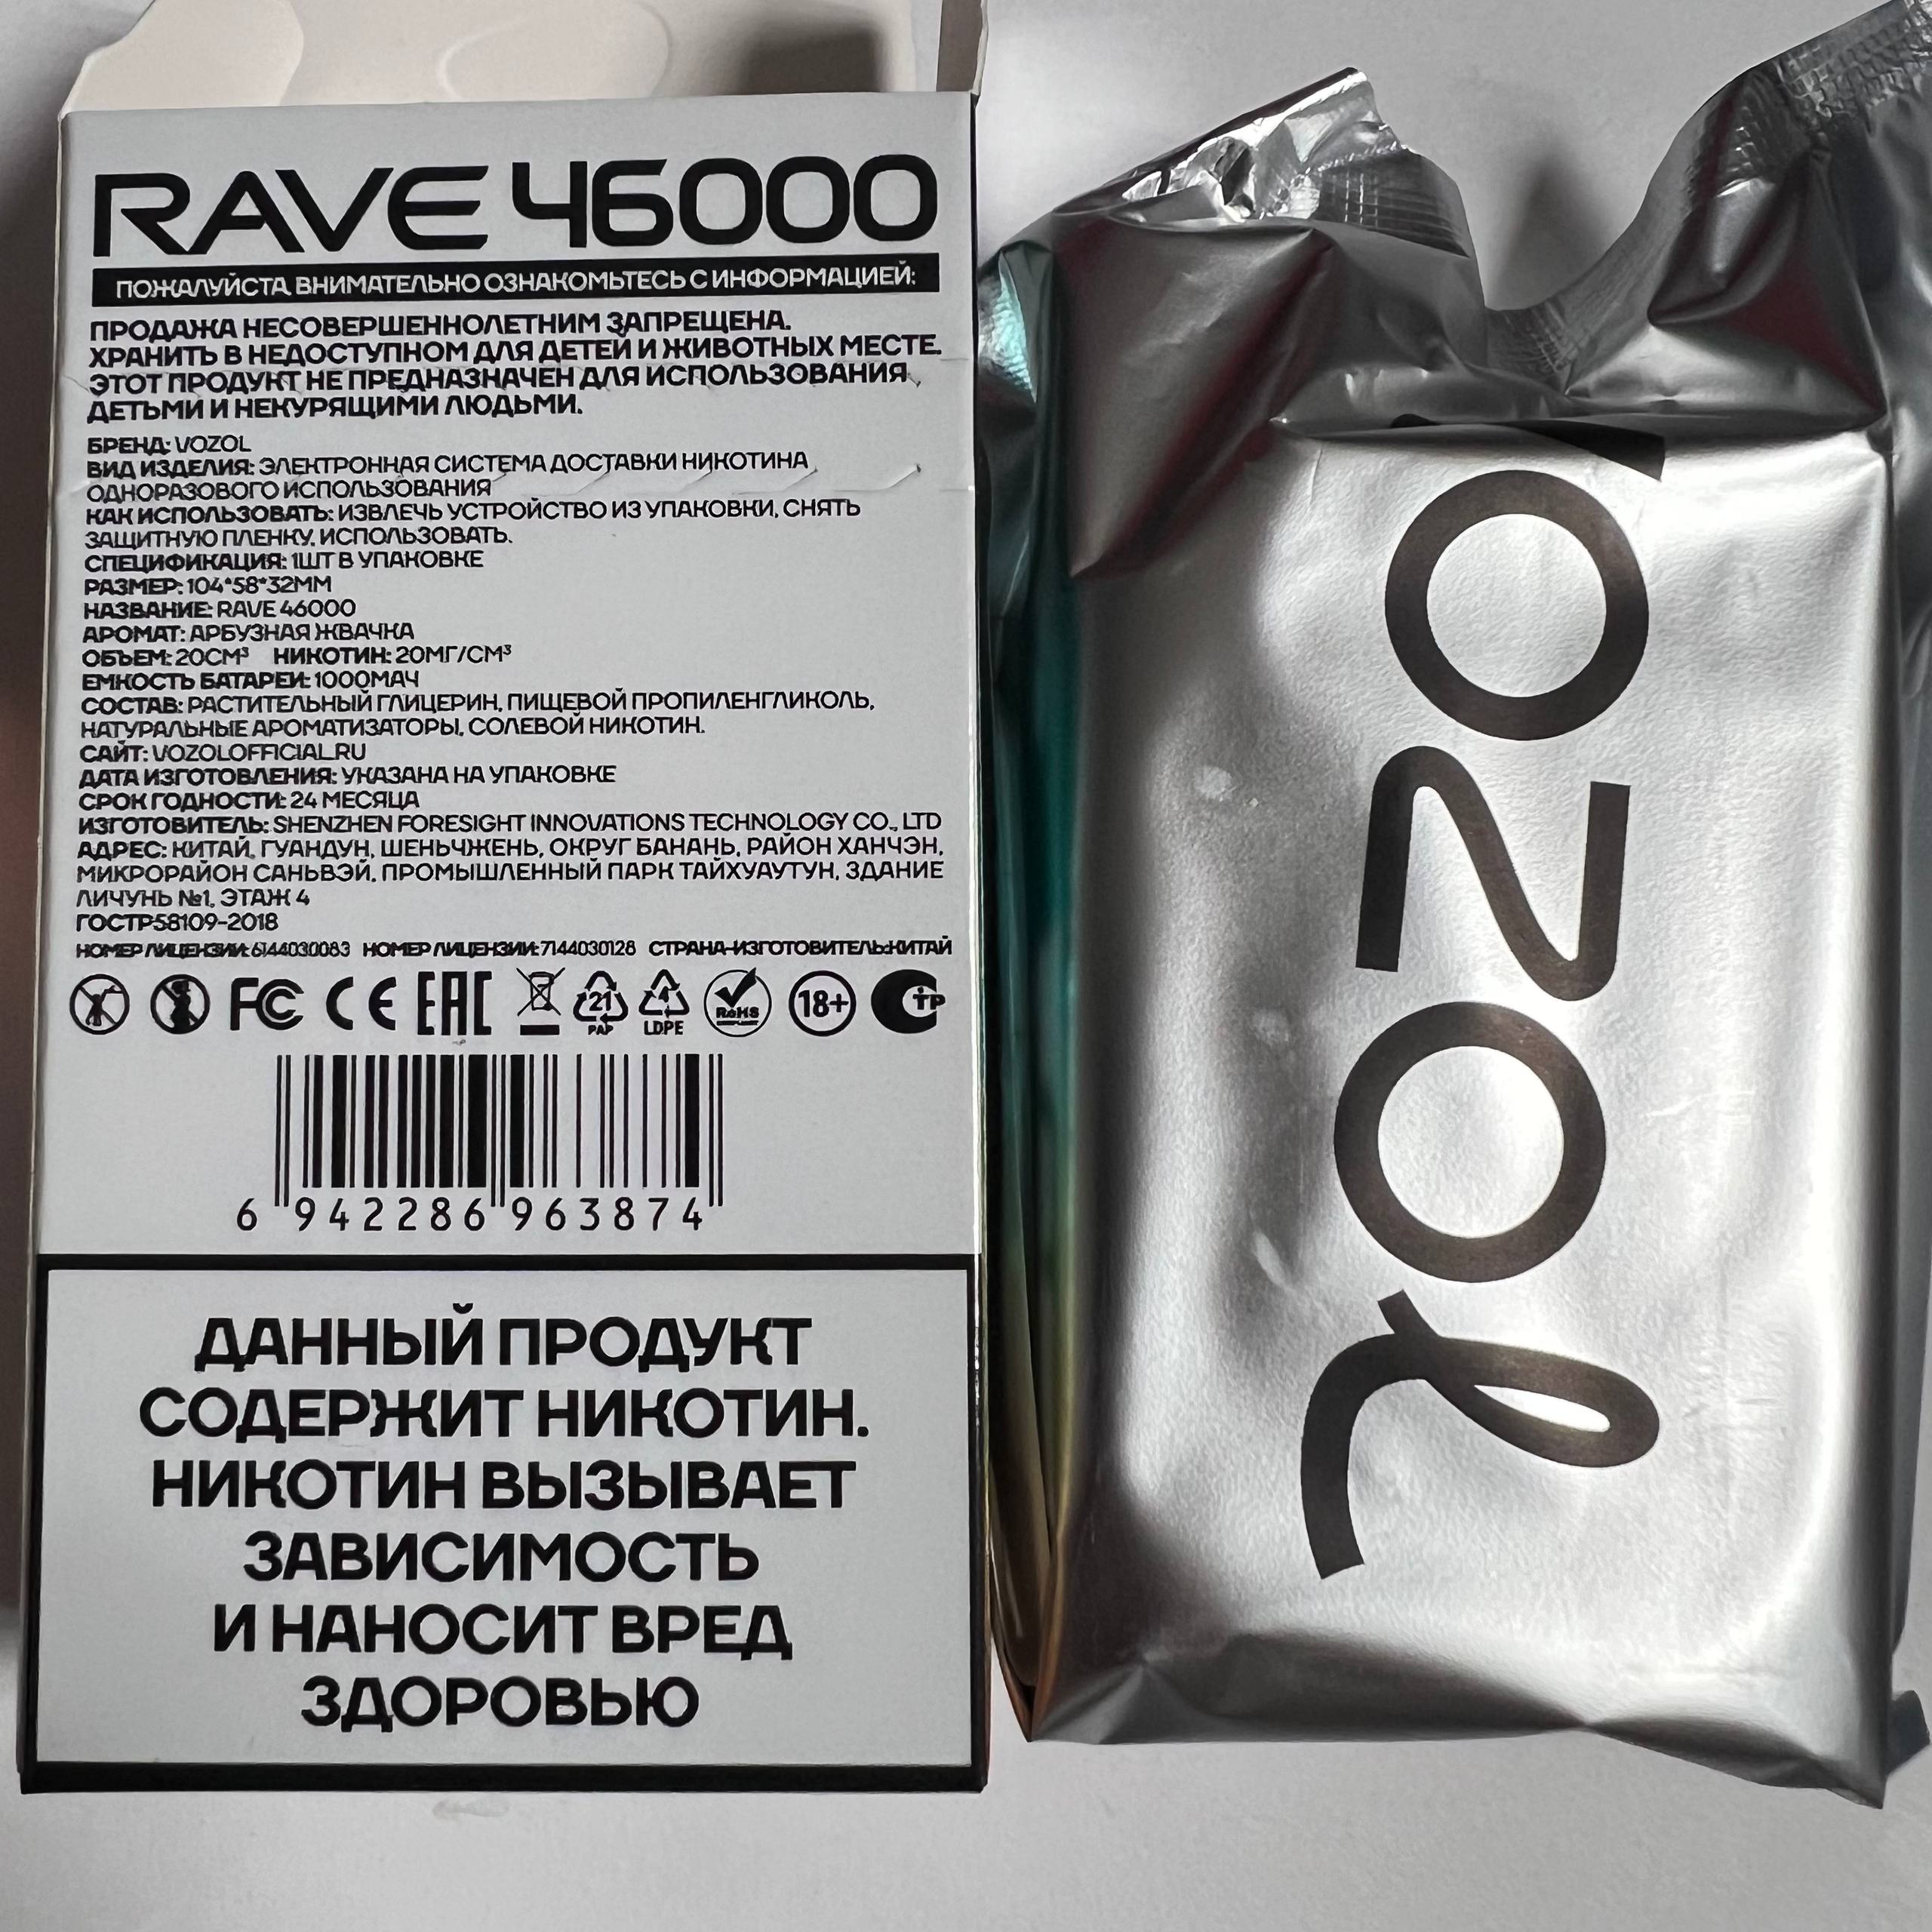 RAVE 46000
ПОЖАЛУЙСТА ВНИМАТЕЛЬНО ОЗНАКОМЬТЕСЬ С ИНФОРМАЦИЕЙ:
ПРОДАЖА НЕСОВЕРШЕННОЛЕТНИМ ЗАПРЕЩЕНА.
ХРАНИТЬ В НЕДОСТУПНОМ ДЛЯ ДЕТЕЙ И ЖИВОТНЫХ МЕСТЕ.
ЭТОТ ПРОДУКТ НЕ ПРЕДНАЗНАЧЕН ДЛЯ ИСПОЛЬЗОВАНИЯ
ДЕТЬМИ И НЕКУРЯЩИМИ ЛЮДЬМИ.
БРЕНД: VOZOL
ВИД ИЗДЕЛИЯ: ЭЛЕКТРОННАЯ СИСТЕМА ДОСТАВКИ НИКОТИНА
ОДНОРАЗОВОГО ИСПОЛЬЗОВАНИЯ
КАК ИСПОЛЬЗОВАТЬ: ИЗВЛЕЧЬ УСТРОЙСТВО ИЗ УПАКОВКИ, СНЯТЬ
ЗАЩИТНУЮ ПЛЕНКУ, ИСПОЛЬЗОВАТЬ.
СПЕЦИФИКАЦИЯ: 1ШТ В УПАКОВКЕ
РАЗМЕР: 104*58*32ММ
НАЗВАНИЕ: RAVE 46000
АРОМАТ: АРБУЗНАЯ ЖВАЧКА
ОБЪЕМ: 20СМ³ НИКОТИН: 20МГ/СМ³
ЕМКОСТЬ БАТАРЕИ: 1000МАЧ
СОСТАВ: РАСТИТЕЛЬНЫЙ ГЛИЦЕРИН, ПИЩЕВОЙ ПРОПИЛЕНГЛИКОЛЬ,
НАТУРАЛЬНЫЕ АРОМАТИЗАТОРЫ, СОЛЕВОЙ НИКОТИН.
САЙТ: VOZOLOFFICIAL.RU
ДАТА ИЗГОТОВЛЕНИЯ: УКАЗАНА НА УПАКОВКЕ
СРОК ГОДНОСТИ: 24 МЕСЯЦА
ИЗГОТОВИТЕЛЬ: SHENZHEN FORESIGHT INNOVATIONS TECHNOLOGY CO., LTD
АДРЕС: КИТАЙ, ГУАНДУН, ШЕНЬЧЖЕНЬ, ОКРУГ БАНАНЬ, РАЙОН ХАНЧЭН,
МИКРОРАЙОН САНЬВЭЙ, ПРОМЫШЛЕННЫЙ ПАРК ТАЙХУАУТУН, ЗДАНИЕ
ЛИЧУНЬ №1, ЭТАЖ 4
ГОСТР58109-2018
НОМЕР ЛИЦЕНЗИИ: 6144030083 НОМЕР ЛИЦЕНЗИИ: 7144030128 СТРАНА-ИЗГОТОВИТЕЛЬ:КИТАЙ
FC CE EAC 21 PAP 4 LDPE RoHS 18+ СТР
6 942286 963874
ДАННЫЙ ПРОДУКТ
СОДЕРЖИТ НИКОТИН.
НИКОТИН ВЫЗЫВАЕТ
ЗАВИСИМОСТЬ
И НАНОСИТ ВРЕД
ЗДОРОВЬЮ
vozol